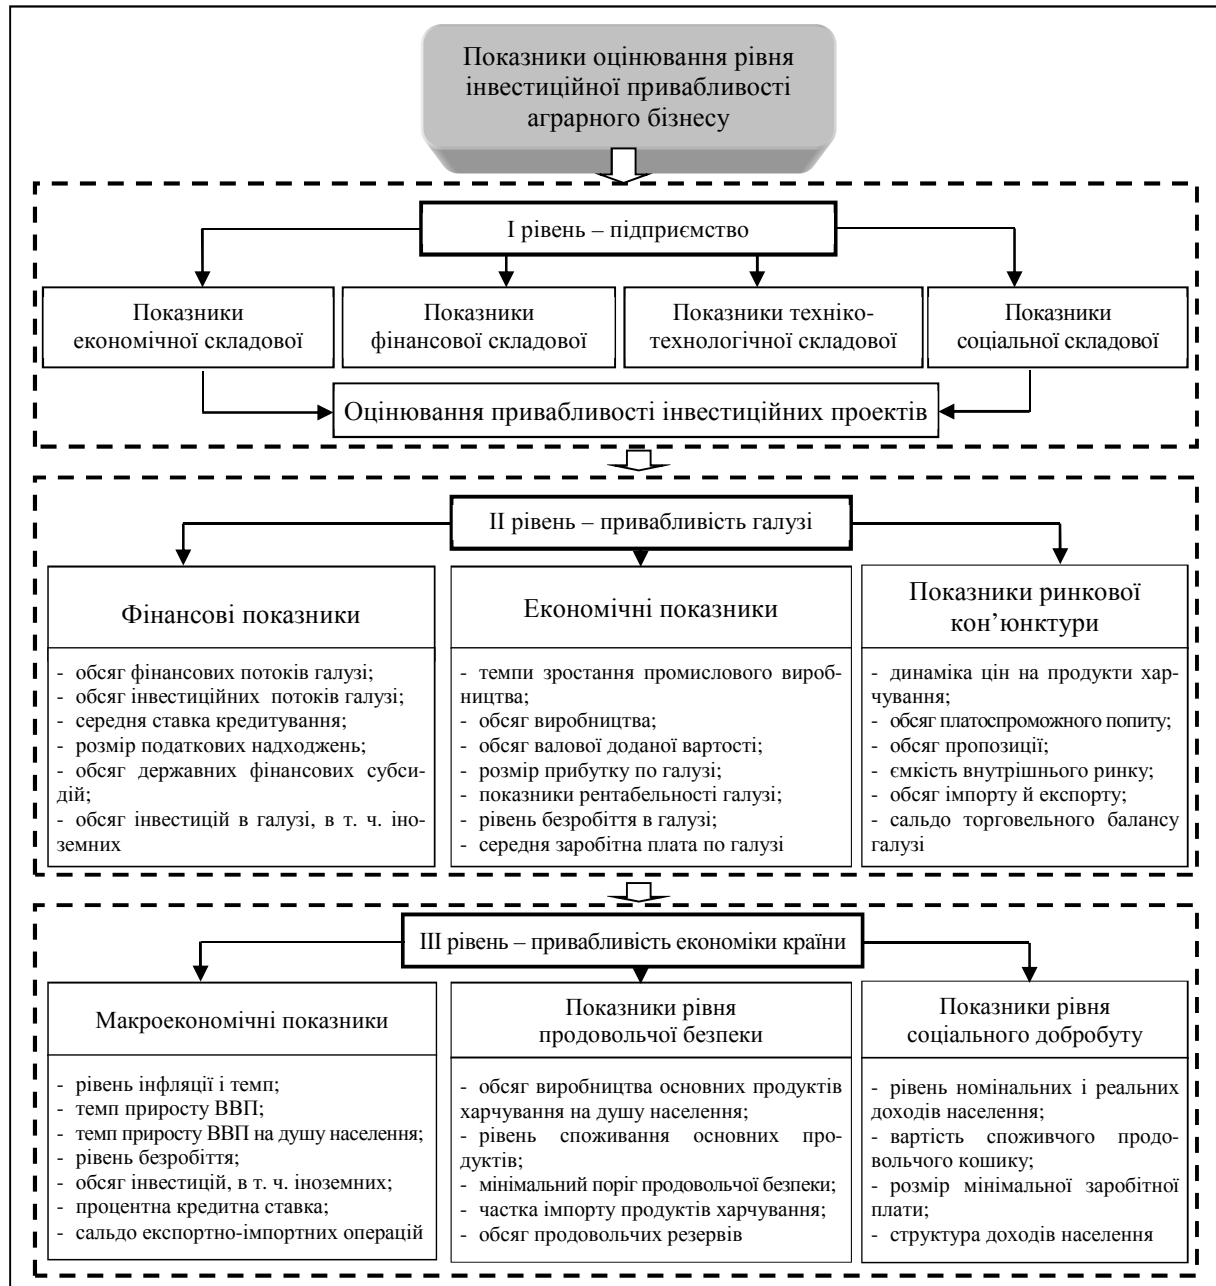 Показники оцінювання рівня
інвестиційної привабливості
аграрного бізнесу
І рівень – підприємство
Показники
економічної складової
Показники
фінансової складової
Показники техніко-
технологічної складової
Показники
соціальної складової
Оцінювання привабливості інвестиційних проектів
ІІ рівень – привабливість галузі
Фінансові показники
- обсяг фінансових потоків галузі;
- обсяг інвестиційних потоків галузі;
- середня ставка кредитування;
- розмір податкових надходжень;
- обсяг державних фінансових субси-
дій;
- обсяг інвестицій в галузі, в т. ч. іно-
земних
Економічні показники
- темпи зростання промислового вироб-
ництва;
- обсяг виробництва;
- обсяг валової доданої вартості;
- розмір прибутку по галузі;
- показники рентабельності галузі;
- рівень безробіття в галузі;
- середня заробітна плата по галузі
Показники ринкової
кон’юнктури
- динаміка цін на продукти хар-
чування;
- обсяг платоспроможного попиту;
- обсяг пропозиції;
- ємкість внутрішнього ринку;
- обсяг імпорту й експорту;
- сальдо торговельного балансу
галузі
ІІІ рівень – привабливість економіки країни
Макроекономічні показники
- рівень інфляції і темп;
- темп приросту ВВП;
- темп приросту ВВП на душу населення;
- рівень безробіття;
- обсяг інвестицій, в т. ч. іноземних;
- процентна кредитна ставка;
- сальдо експортно-імпортних операцій
Показники рівня
продовольчої безпеки
- обсяг виробництва основних продуктів
харчування на душу населення;
- рівень споживання основних про-
дуктів;
- мінімальний поріг продовольчої безпеки;
- частка імпорту продуктів харчування;
- обсяг продовольчих резервів
Показники рівня
соціального добробуту
- рівень номінальних і реальних
доходів населення;
- вартість споживчого продо-
вольчого кошику;
- розмір мінімальної заробітної
плати;
- структура доходів населення